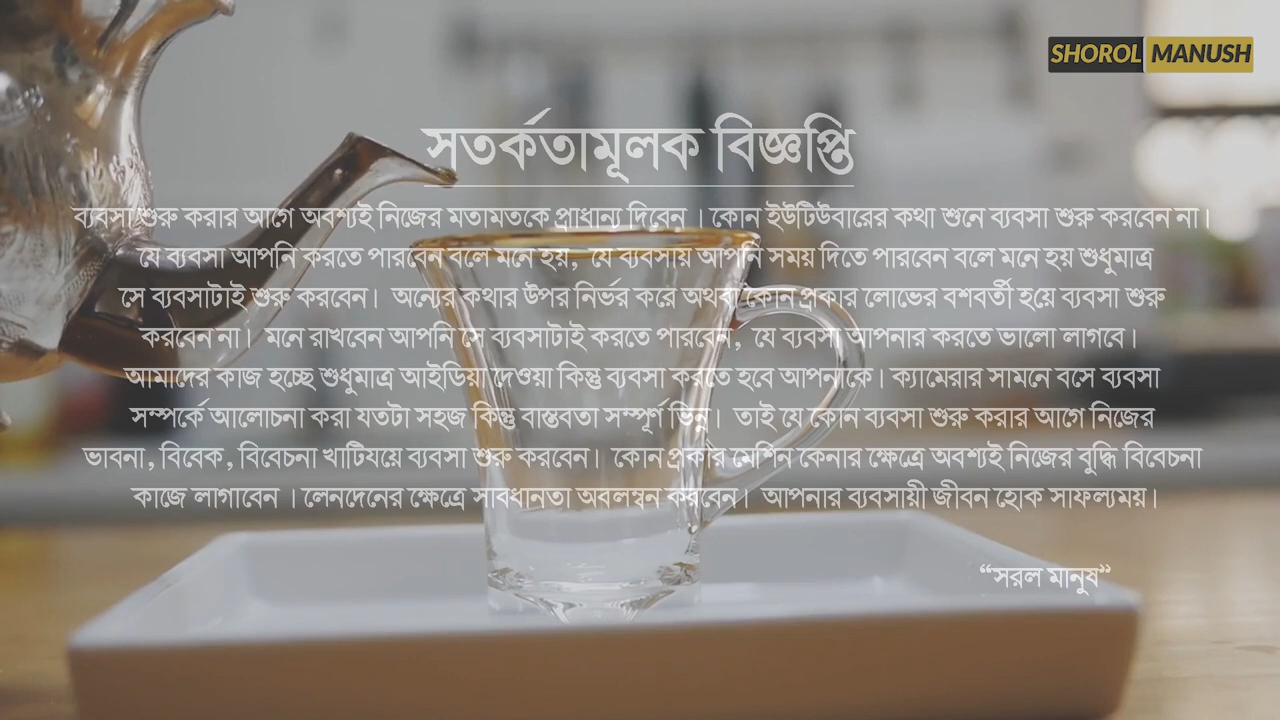 SHOROL MANUSH
সতর্কতামূলক বিজ্ঞপ্তি
ব্যবসা শুরু করার আগে অবশ্যই নিজের মতামতকে প্রাধান্য দিবেন । কোন ইউটিউবারের কথা শুনে ব্যবসা শুরু করবেন না।
যে ব্যবসা আপনি করতে পারবেন বলে মনে হয়, যে ব্যবসায় আপনি সময় দিতে পারবেন বলে মনে হয় শুধুমাত্র
সে ব্যবসাটাই শুরু করবেন। অন্যের কথার উপর নির্ভর করে অথবা কোন প্রকার লোভের বশবর্তী হয়ে ব্যবসা শুরু
করবেন না। মনে রাখবেন আপনি সে ব্যবসাটাই করতে পারবেন, যে ব্যবসা আপনার করতে ভালো লাগবে।
আমাদের কাজ হচ্ছে শুধুমাত্র আইডিয়া দেওয়া কিন্তু ব্যবসা করতে হবে আপনাকে। ক্যামেরার সামনে বসে ব্যবসা
সম্পর্কে আলোচনা করা যতটা সহজ কিন্তু বাস্তবতা সম্পূর্ণ ভিন্ন। তাই যে কোন ব্যবসা শুরু করার আগে নিজের
ভাবনা, বিবেক, বিবেচনা খাটিযয়ে ব্যবসা শুরু করবেন। কোন প্রকার মেশিন কেনার ক্ষেত্রে অবশ্যই নিজের বুদ্ধি বিবেচনা
কাজে লাগাবেন । লেনদেনের ক্ষেত্রে সাবধানতা অবলম্বন করবেন। আপনার ব্যবসায়ী জীবন হোক সাফল্যময়।
“সরল মানুষ”